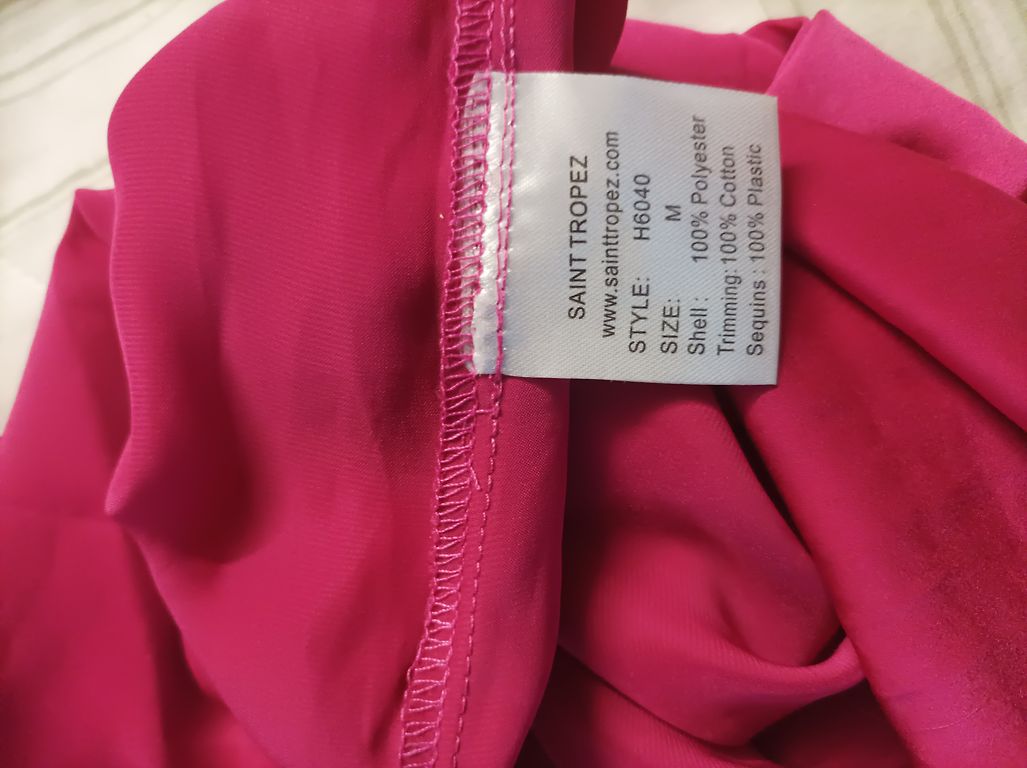 SAINT TROPEZ
www.sainttropez.com
STYLE: H6040
SIZE: M
Shell : 100% Polyester
Trimming: 100% Cotton
Sequins : 100% Plastic